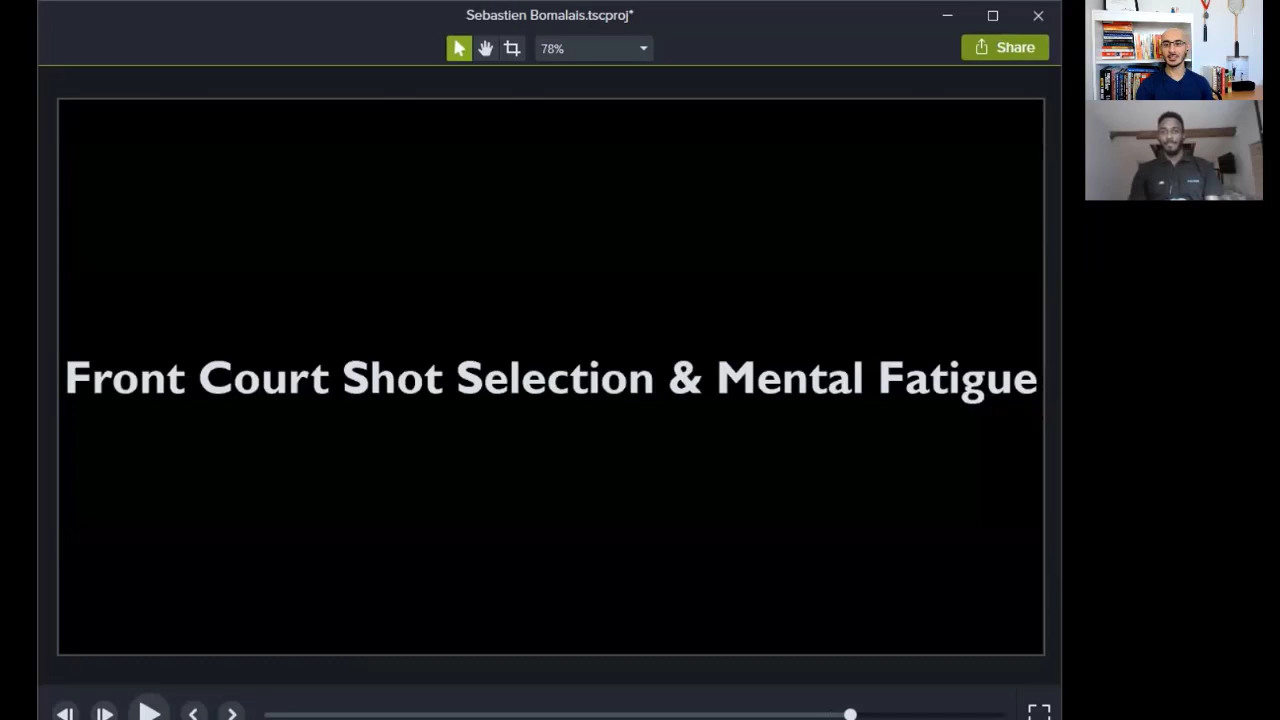 Sebastien Bomalais.tscproj*
78%
Share
Front Court Shot Selection & Mental Fatigue